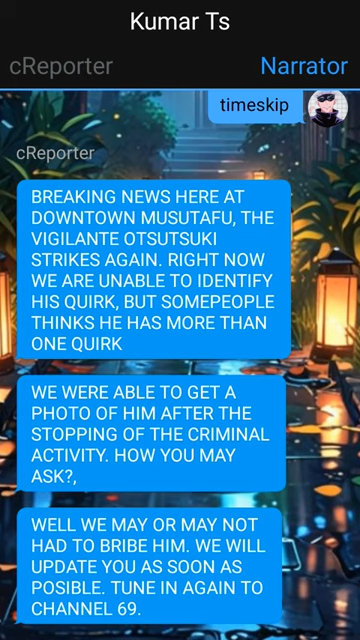 Kumar Ts
cReporter Narrator
timeskip
cReporter
BREAKING NEWS HERE AT
DOWNTOWN MUSUTAFU, THE
VIGILANTE OTSUTSUKI
STRIKES AGAIN. RIGHT NOW
WE ARE UNABLE TO IDENTIFY
HIS QUIRK, BUT SOMEPEOPLE
THINKS HE HAS MORE THAN
ONE QUIRK
WE WERE ABLE TO GET A
PHOTO OF HIM AFTER THE
STOPPING OF THE CRIMINAL
ACTIVITY. HOW YOU MAY
ASK?,
WELL WE MAY OR MAY NOT
HAD TO BRIBE HIM. WE WILL
UPDATE YOU AS SOON AS
POSIBLE. TUNE IN AGAIN TO
CHANNEL 69.